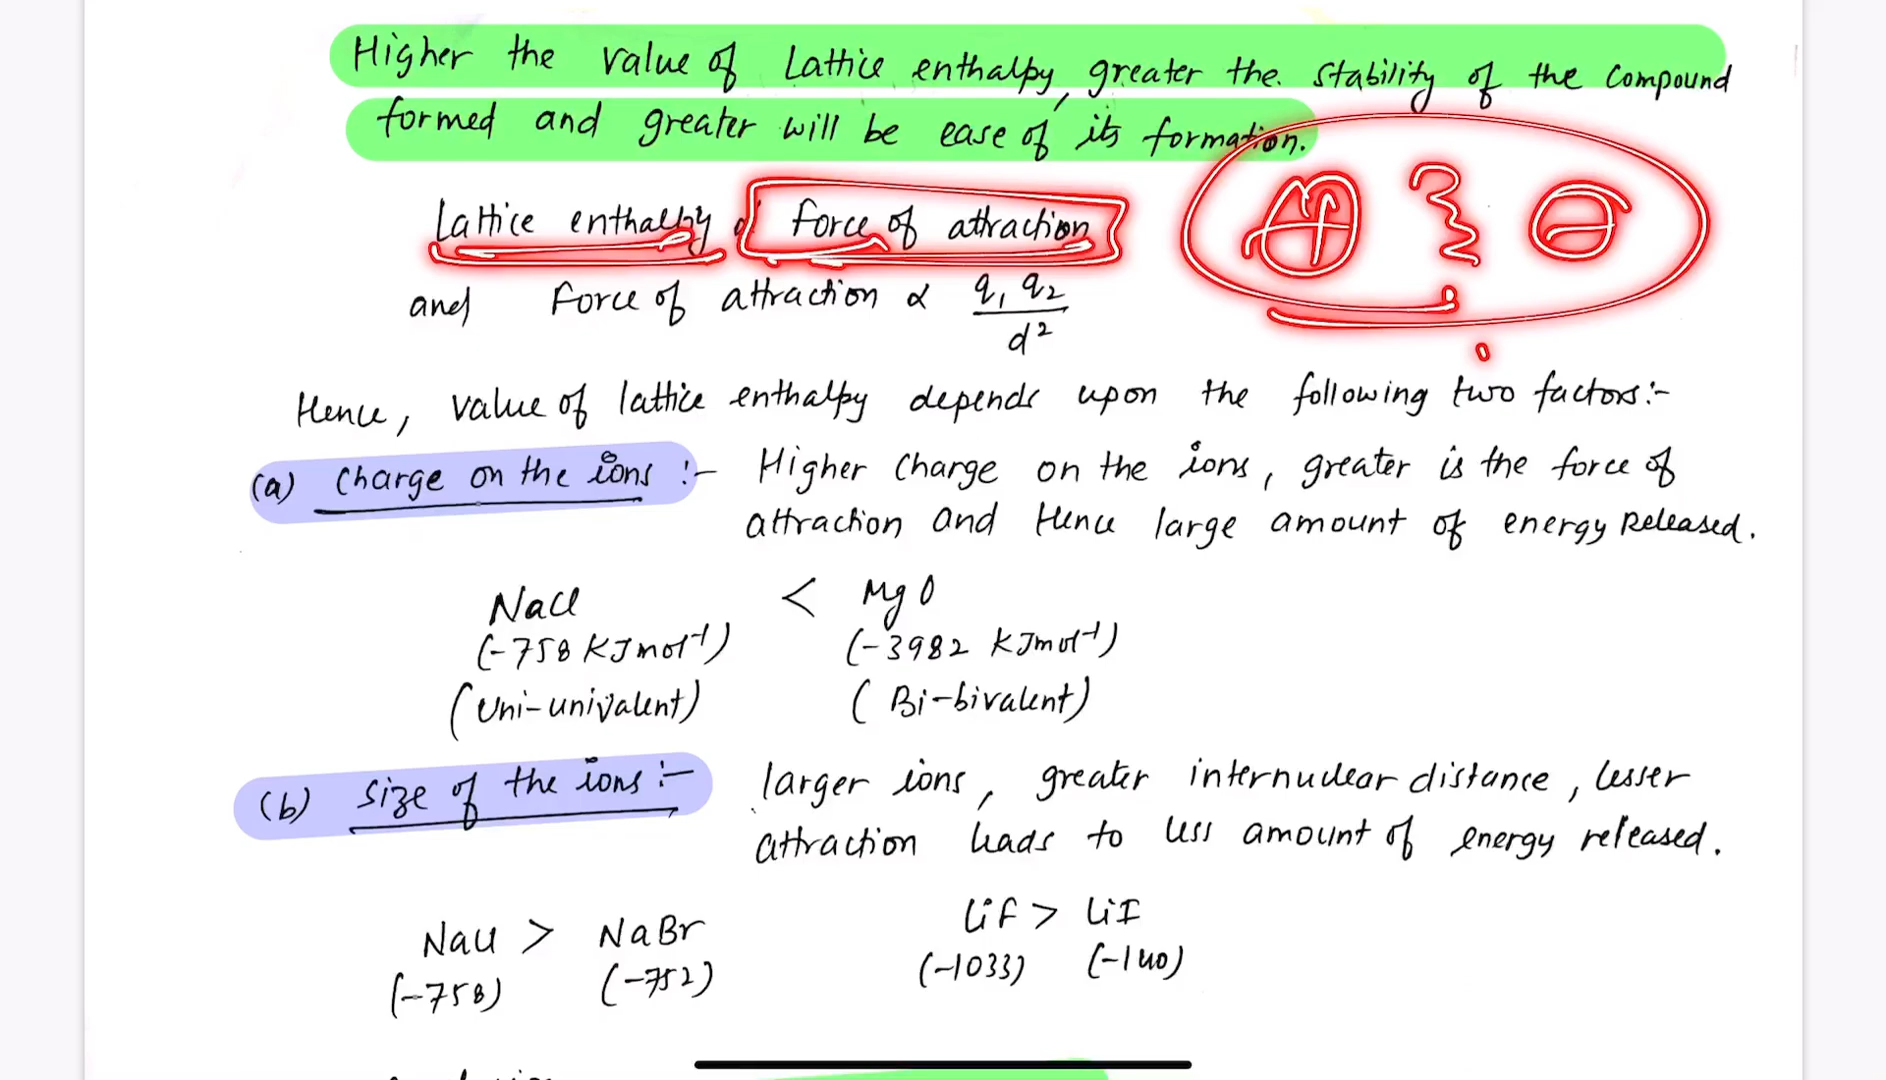 Higher the value of Lattice enthalpy, greater the stability of the compound
formed and greater will be ease of its formation.
Lattice enthalpy α force of attraction
and force of attraction α q₁ q₂ / d²
Hence, value of lattice enthalpy depends upon the following two factors:-
(a) Charge on the ions :- Higher charge on the ions, greater is the force of
attraction and Hence large amount of energy released.
NaCl < MgO
(-758 KJmol⁻¹) (-3982 KJmol⁻¹)
(Uni-univalent) (Bi-bivalent)
(b) size of the ions :- larger ions, greater internuclear distance, lesser
attraction leads to less amount of energy released.
NaCl > NaBr LiF > LiI
(-758) (-752) (-1033) (-140)